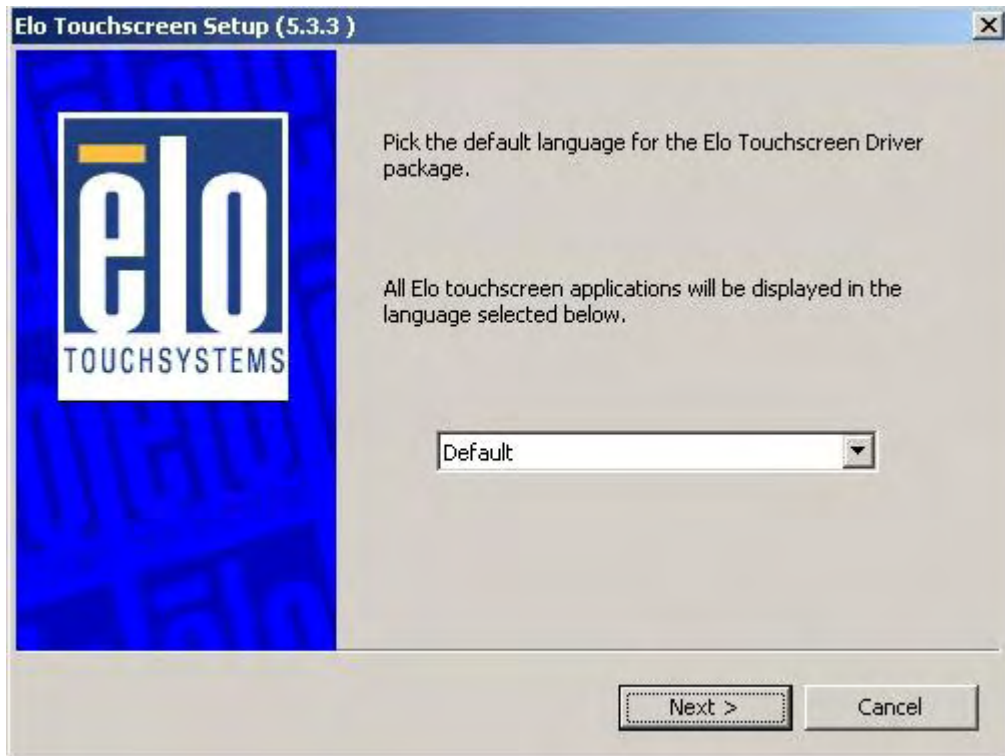 Elo Touchscreen Setup (5.3.3 )
elo
TOUCHSYSTEMS
Pick the default language for the Elo Touchscreen Driver
package.
All Elo touchscreen applications will be displayed in the
language selected below.
Default
Next >
Cancel